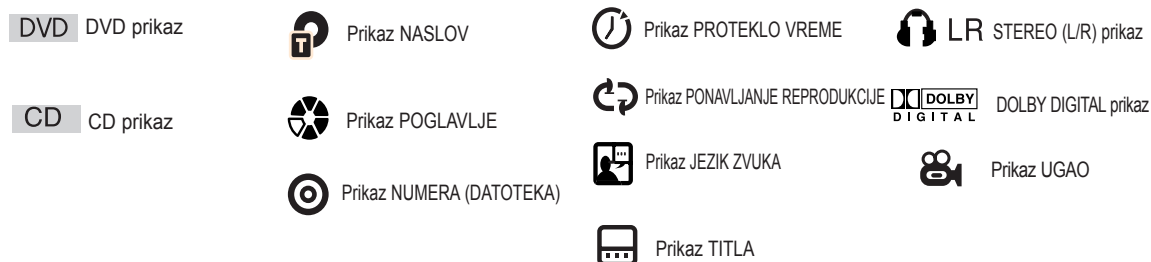 DVD DVD prikaz
CD CD prikaz
T Prikaz NASLOV
Prikaz POGLAVLJE
Prikaz NUMERA (DATOTEKA)
Prikaz PROTEKLO VREME
Prikaz PONAVLJANJE REPRODUKCIJE
Prikaz JEZIK ZVUKA
Prikaz TITLA
LR STEREO (L/R) prikaz
DOLBY
DIGITAL
DOLBY DIGITAL prikaz
Prikaz UGAO